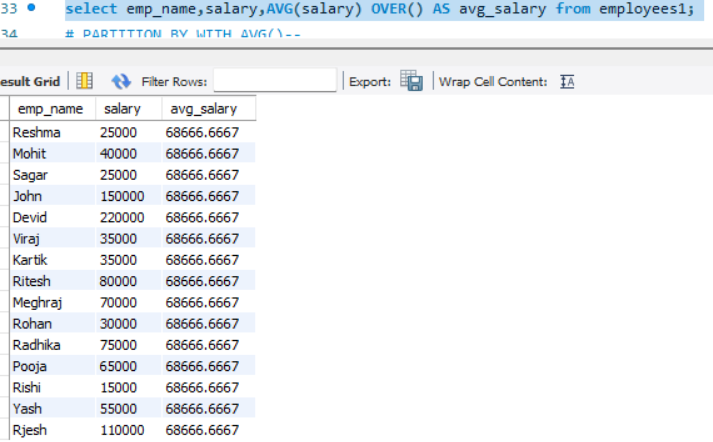 33 select emp_name,salary,AVG(salary) OVER() AS avg_salary from employees1;
34 # PARTITION BY WITH AVG()--
esult Grid Filter Rows: Export: Wrap Cell Content: IA
emp_name salary avg_salary
Reshma 25000 68666.6667
Mohit 40000 68666.6667
Sagar 25000 68666.6667
John 150000 68666.6667
Devid 220000 68666.6667
Viraj 35000 68666.6667
Kartik 35000 68666.6667
Ritesh 80000 68666.6667
Meghraj 70000 68666.6667
Rohan 30000 68666.6667
Radhika 75000 68666.6667
Pooja 65000 68666.6667
Rishi 15000 68666.6667
Yash 55000 68666.6667
Rjesh 110000 68666.6667